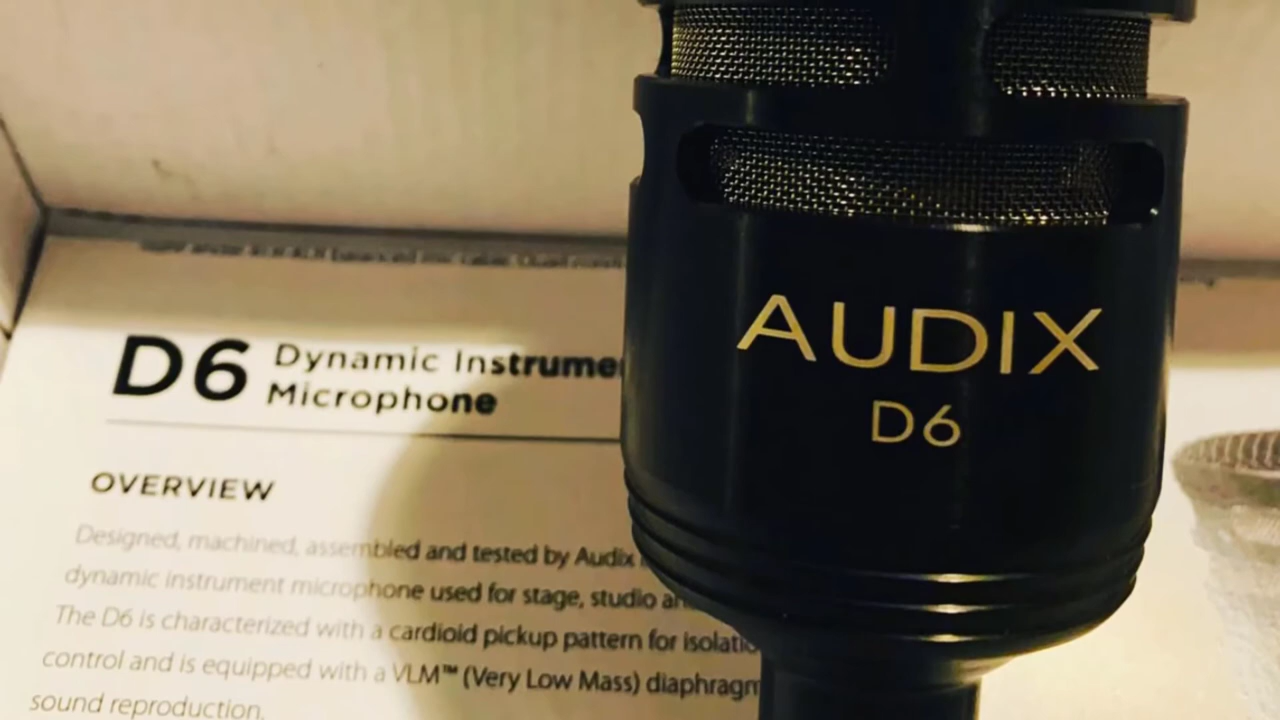 D6 Dynamic Instrume
Microphone
OVERVIEW
Designed, machined, assembled and tested by Audix
dynamic instrument microphone used for stage, studio an
The D6 is characterized with a cardioid pickup pattern for isolatio
control and is equipped with a VLM™ (Very Low Mass) diaphragm
sound reproduction.
AUDIX
D6